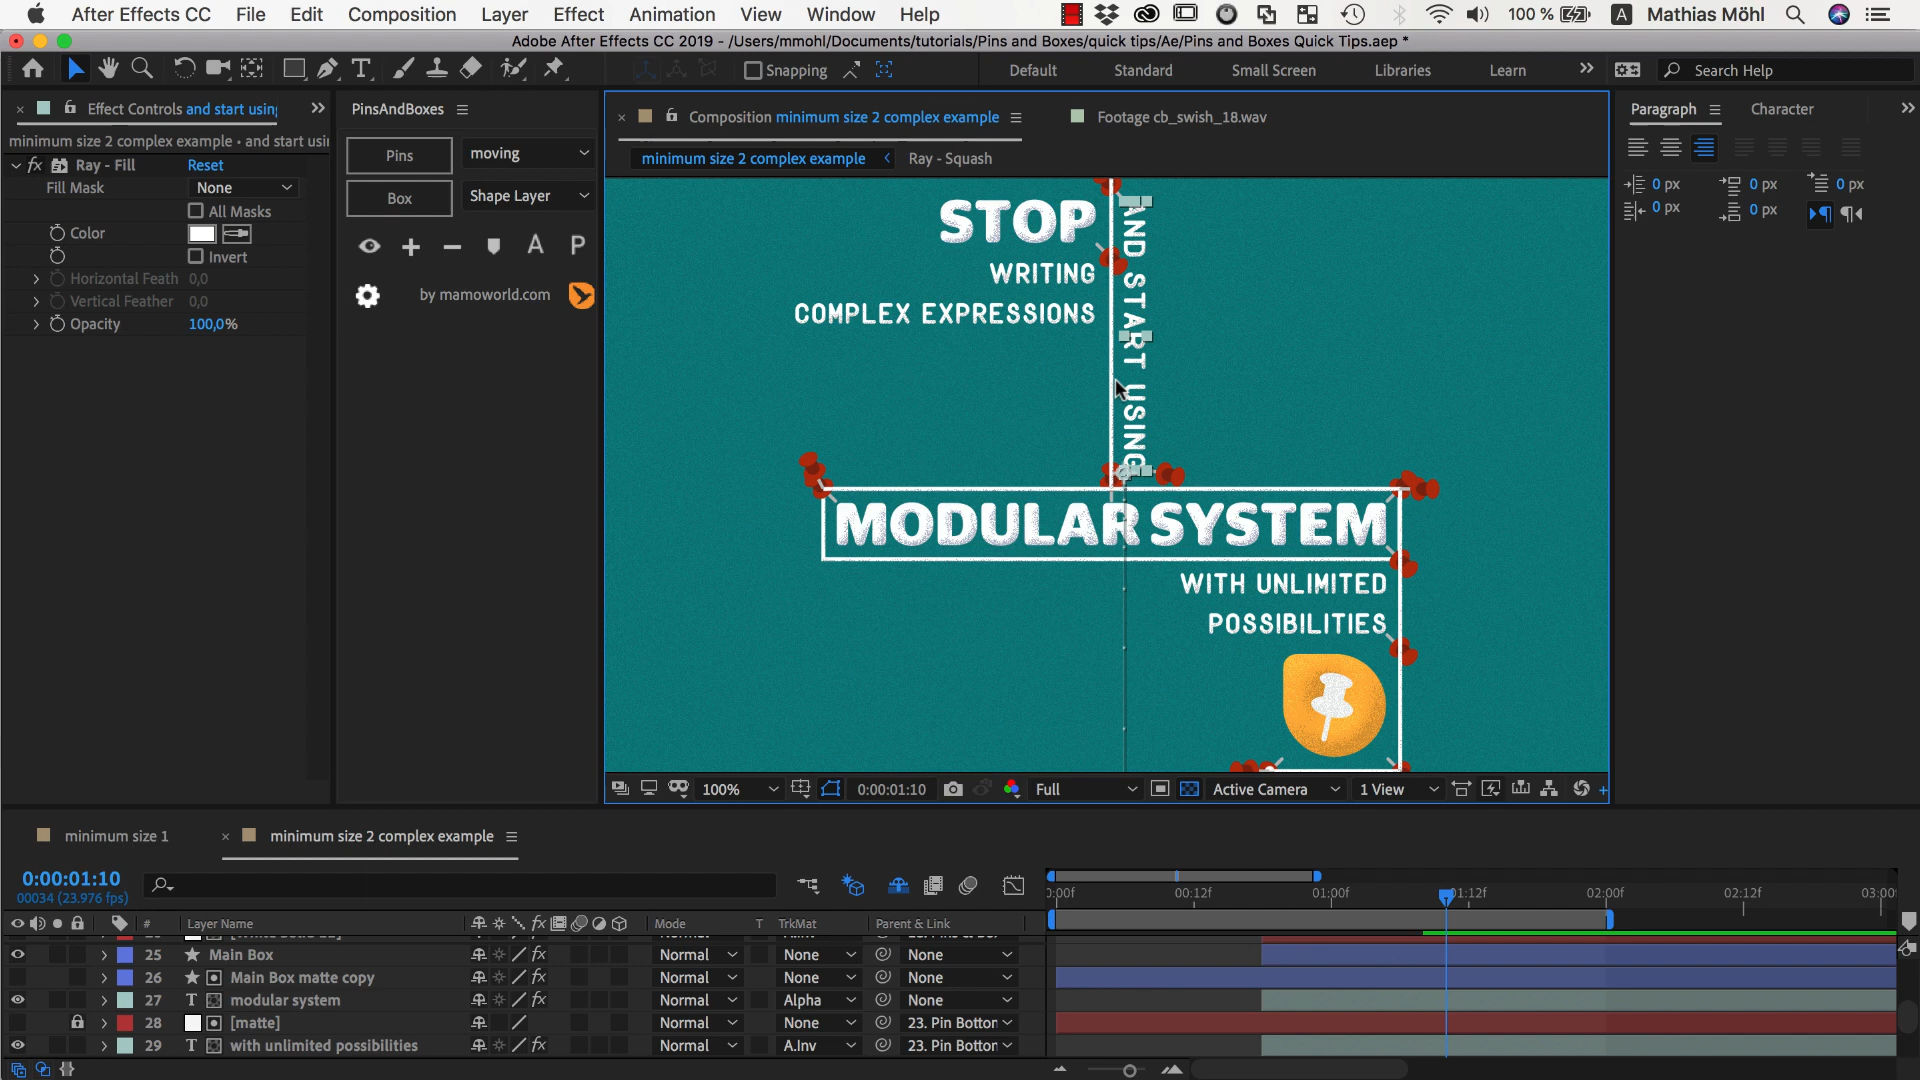 After Effects CC File Edit Composition Layer Effect Animation View Window Help 100 % A Mathias Möhl
Adobe After Effects CC 2019 - /Users/mmohl/Documents/tutorials/Pins and Boxes/quick tips/Ae/Pins and Boxes Quick Tips.aep *
Snapping Default Standard Small Screen Libraries Learn Search Help
Effect Controls and start using
PinsAndBoxes
Composition minimum size 2 complex example
Footage cb_swish_18.wav
Paragraph Character
minimum size 2 complex example • and start usi
minimum size 2 complex example Ray - Squash
fx Ray - Fill Reset
Fill Mask None
All Masks
Color
Invert
Horizontal Feath 0,0
Vertical Feather 0,0
Opacity 100,0%
Pins moving
Box Shape Layer
A P
by mamoworld.com
0 px 0 px 0 px
0 px 0 px
STOP
WRITING
COMPLEX EXPRESSIONS
AND START USING
MODULAR SYSTEM
WITH UNLIMITED
POSSIBILITIES
100% 0:00:01:10 Full Active Camera 1 View
minimum size 1 minimum size 2 complex example
0:00:01:10
00034 (23.976 fps)
:00f 00:12f 01:00f 01:12f 02:00f 02:12f 03:00
# Layer Name fx Mode T TrkMat Parent & Link
25 Main Box fx Normal None None
26 Main Box matte copy Normal None None
27 T modular system fx Normal Alpha None
28 [matte] Normal None 23. Pin Botton
29 T with unlimited possibilities fx Normal A.Inv 23. Pin Botton